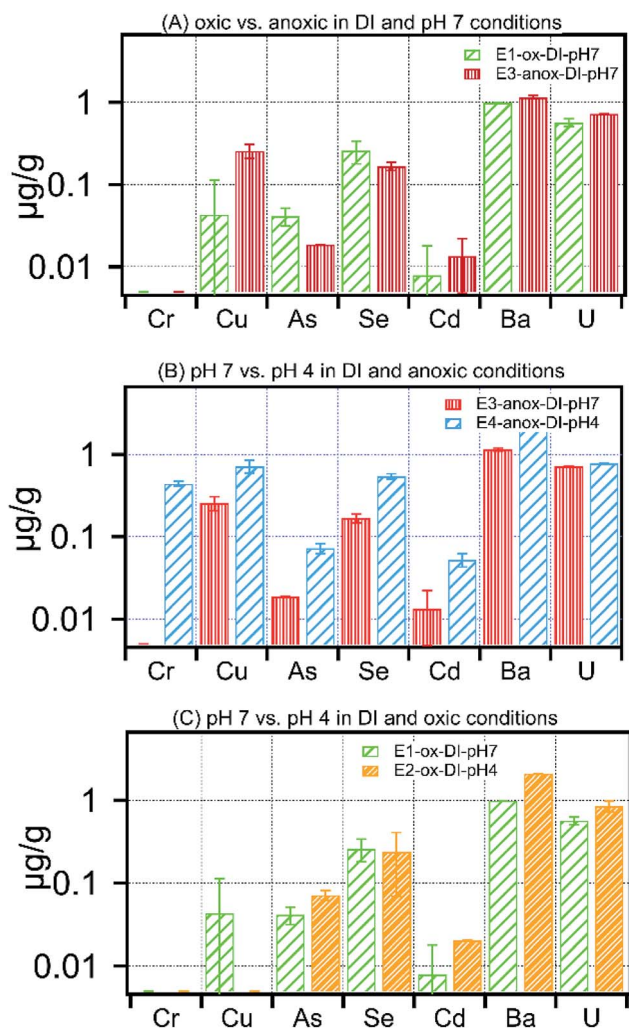 (A) oxic vs. anoxic in DI and pH 7 conditions
E1-ox-DI-pH7
E3-anox-DI-pH7
µg/g
1
0.1
0.01
Cr Cu As Se Cd Ba U
(B) pH 7 vs. pH 4 in DI and anoxic conditions
E3-anox-DI-pH7
E4-anox-DI-pH4
µg/g
1
0.1
0.01
Cr Cu As Se Cd Ba U
(C) pH 7 vs. pH 4 in DI and oxic conditions
E1-ox-DI-pH7
E2-ox-DI-pH4
µg/g
1
0.1
0.01
Cr Cu As Se Cd Ba U